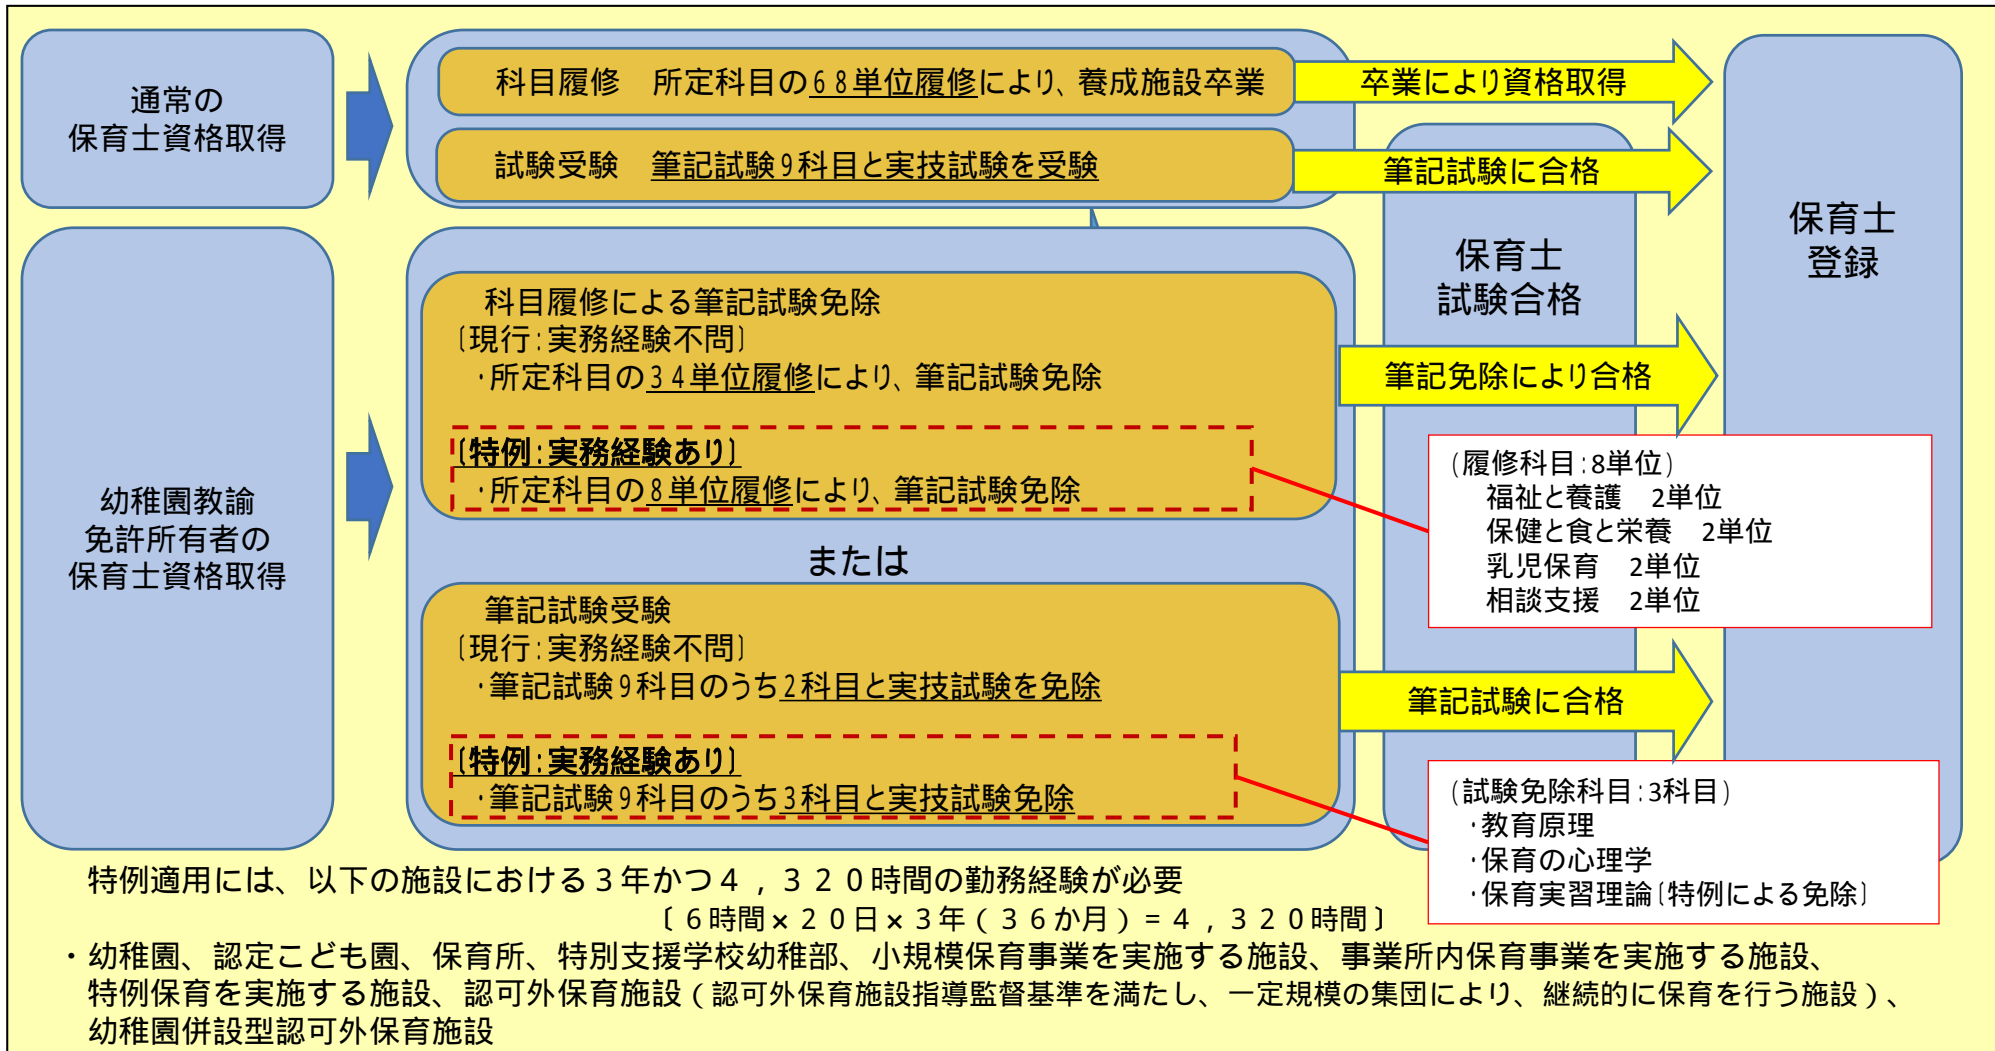 通常の
保育士資格取得
科目履修　所定科目の６８単位履修により、養成施設卒業
卒業により資格取得
試験受験　筆記試験９科目と実技試験を受験
筆記試験に合格
保育士
試験合格
保育士
登録
幼稚園教諭
免許所有者の
保育士資格取得
科目履修による筆記試験免除
〔現行：実務経験不問〕
・所定科目の３４単位履修により、筆記試験免除
〔特例：実務経験あり〕
・所定科目の８単位履修により、筆記試験免除
筆記免除により合格
（履修科目：8単位）
福祉と養護　2単位
保健と食と栄養　2単位
乳児保育　2単位
相談支援　2単位
または
筆記試験受験
〔現行：実務経験不問〕
・筆記試験９科目のうち２科目と実技試験を免除
〔特例：実務経験あり〕
・筆記試験９科目のうち３科目と実技試験免除
筆記試験に合格
（試験免除科目：3科目）
・教育原理
・保育の心理学
・保育実習理論〔特例による免除〕
特例適用には、以下の施設における３年かつ４，３２０時間の勤務経験が必要
〔６時間×２０日×３年（３６か月）＝４，３２０時間〕
・幼稚園、認定こども園、保育所、特別支援学校幼稚部、小規模保育事業を実施する施設、事業所内保育事業を実施する施設、
特例保育を実施する施設、認可外保育施設（認可外保育施設指導監督基準を満たし、一定規模の集団により、継続的に保育を行う施設）、
幼稚園併設型認可外保育施設